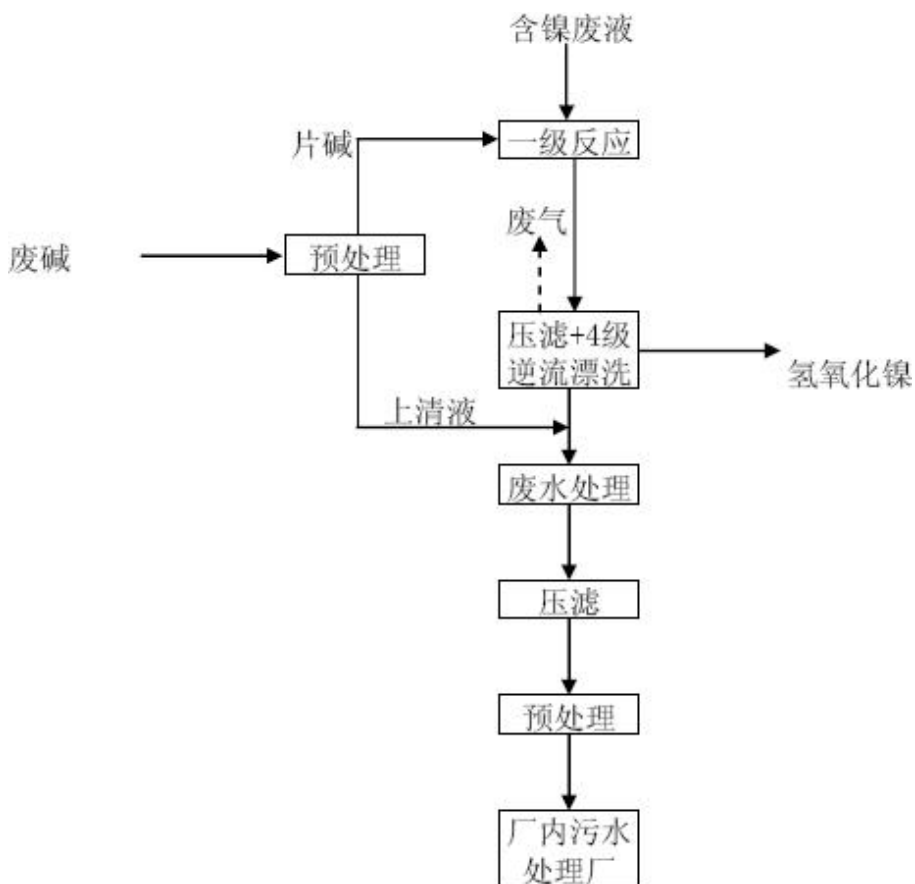 含镍废液
片碱
一级反应
废气
废碱
预处理
压滤+4级
逆流漂洗
氢氧化镍
上清液
废水处理
压滤
预处理
厂内污水
处理厂